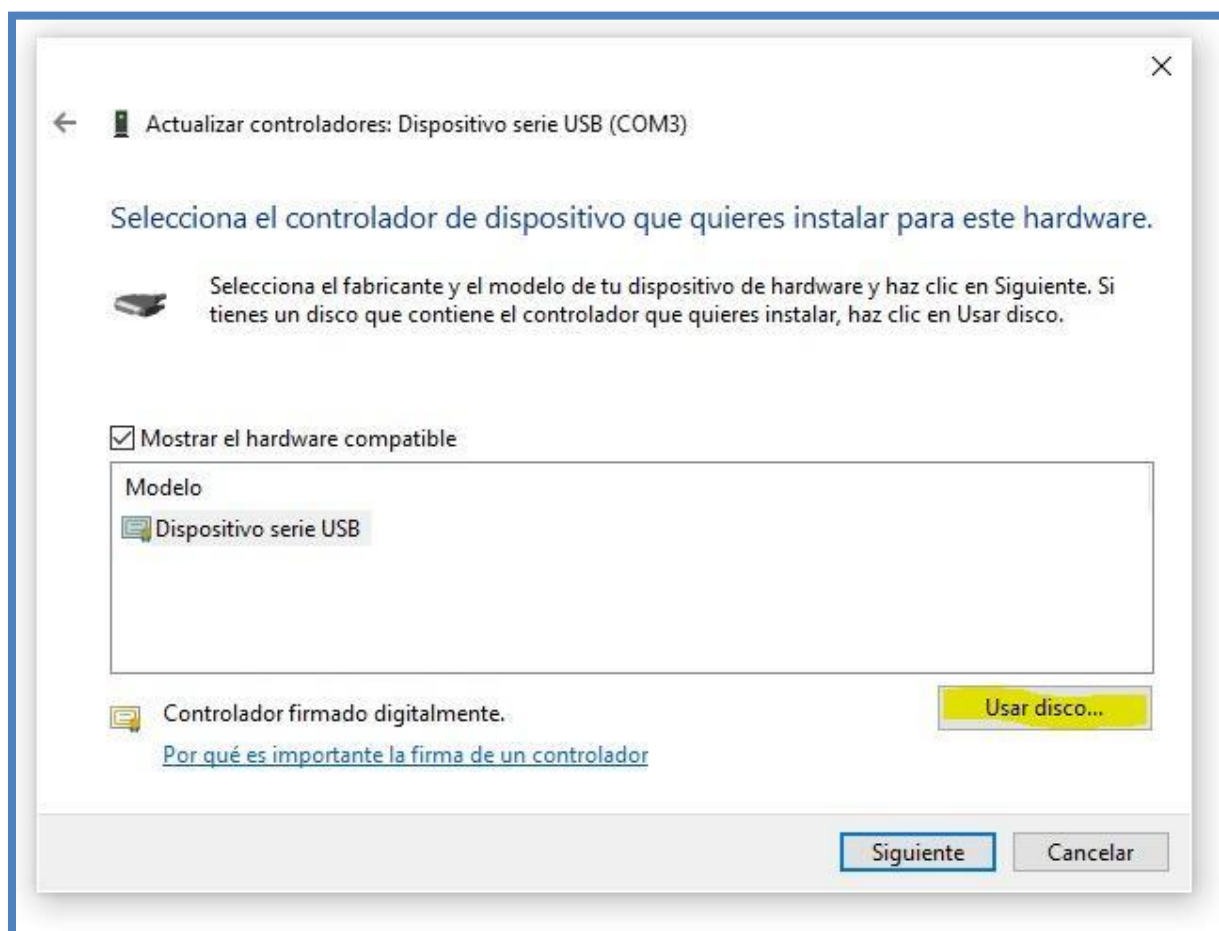 Actualizar controladores: Dispositivo serie USB (COM3)
Selecciona el controlador de dispositivo que quieres instalar para este hardware.
Selecciona el fabricante y el modelo de tu dispositivo de hardware y haz clic en Siguiente. Si
tienes un disco que contiene el controlador que quieres instalar, haz clic en Usar disco.
Mostrar el hardware compatible
Modelo
Dispositivo serie USB
Controlador firmado digitalmente.
Usar disco...
Por qué es importante la firma de un controlador
Siguiente
Cancelar